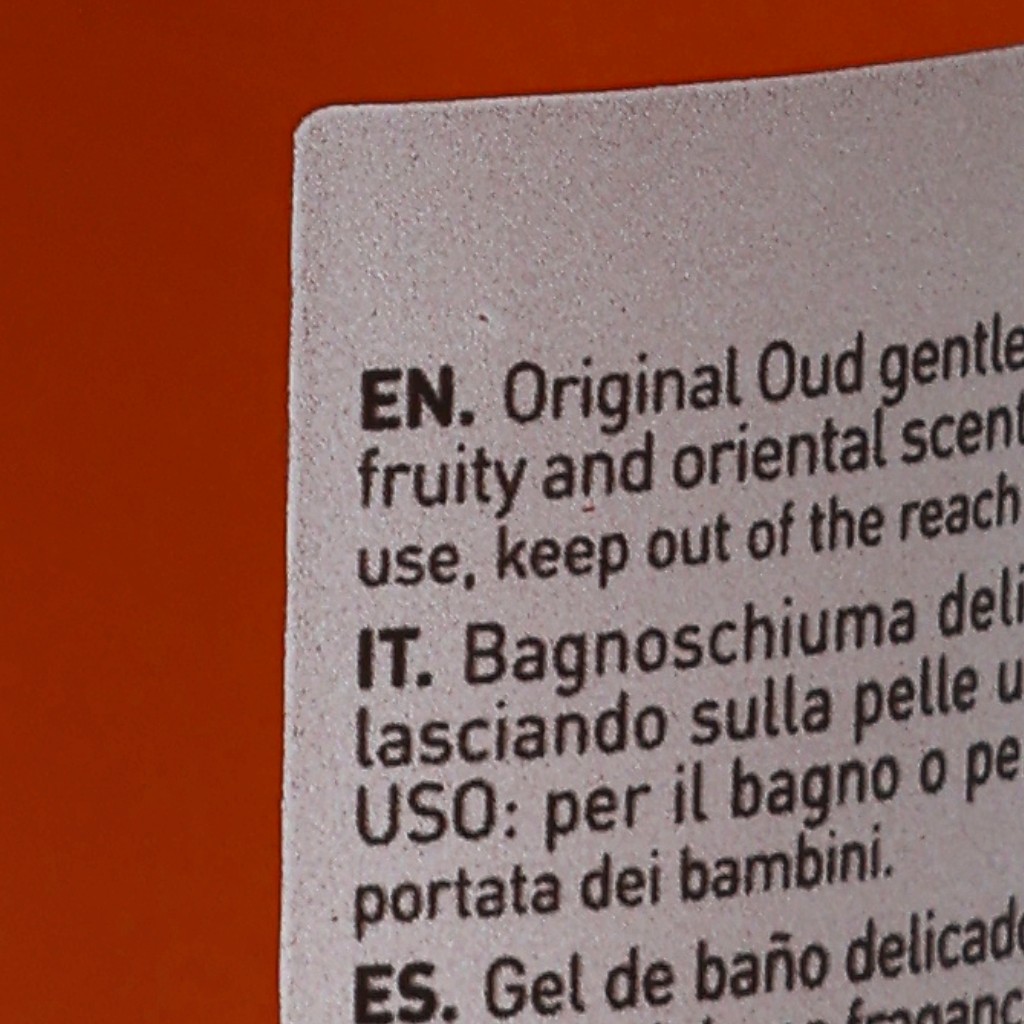 EN. Original Oud gentle
fruity and oriental scent
use, keep out of the reach
IT. Bagnoschiuma deli
lasciando sulla pelle u
USO: per il bagno o pe
portata dei bambini.
ES. Gel de baño delicado